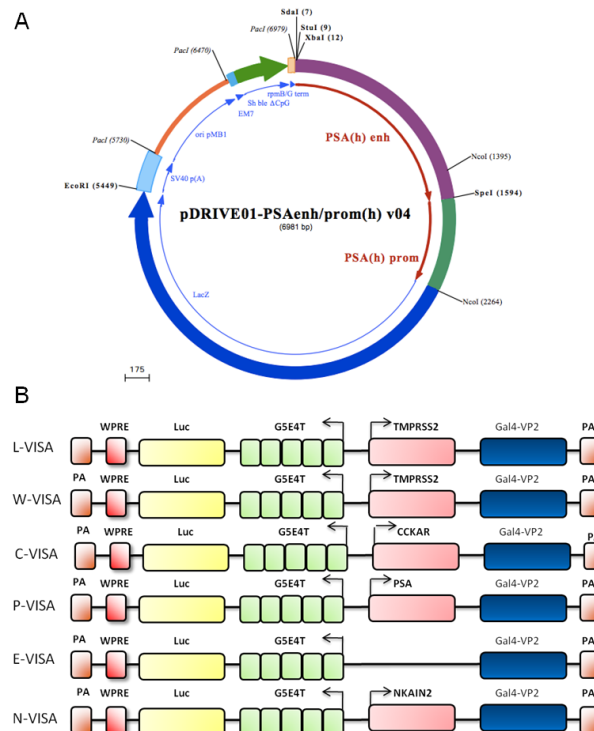 A
SdaI (7)
StuI (9)
PacI (6979)
XbaI (12)
PacI (6470)
rpmB/G term
Sh ble ΔCpG
EM7
ori pMB1
PSA(h) enh
PacI (5730)
NcoI (1395)
SV40 p(A)
EcoRI (5449)
SpeI (1594)
pDRIVE01-PSAenh/prom(h) v04
(6981 bp)
PSA(h) prom
LacZ
NcoI (2264)
175
B
WPRE Luc G5E4T TMPRSS2 Gal4-VP2 PA
L-VISA
PA WPRE Luc G5E4T TMPRSS2 Gal4-VP2 PA
W-VISA
PA WPRE Luc G5E4T CCKAR Gal4-VP2 P
C-VISA
PA WPRE Luc G5E4T PSA Gal4-VP2 PA
P-VISA
PA WPRE Luc G5E4T Gal4-VP2 PA
E-VISA
PA WPRE Luc G5E4T NKAIN2 Gal4-VP2 PA
N-VISA